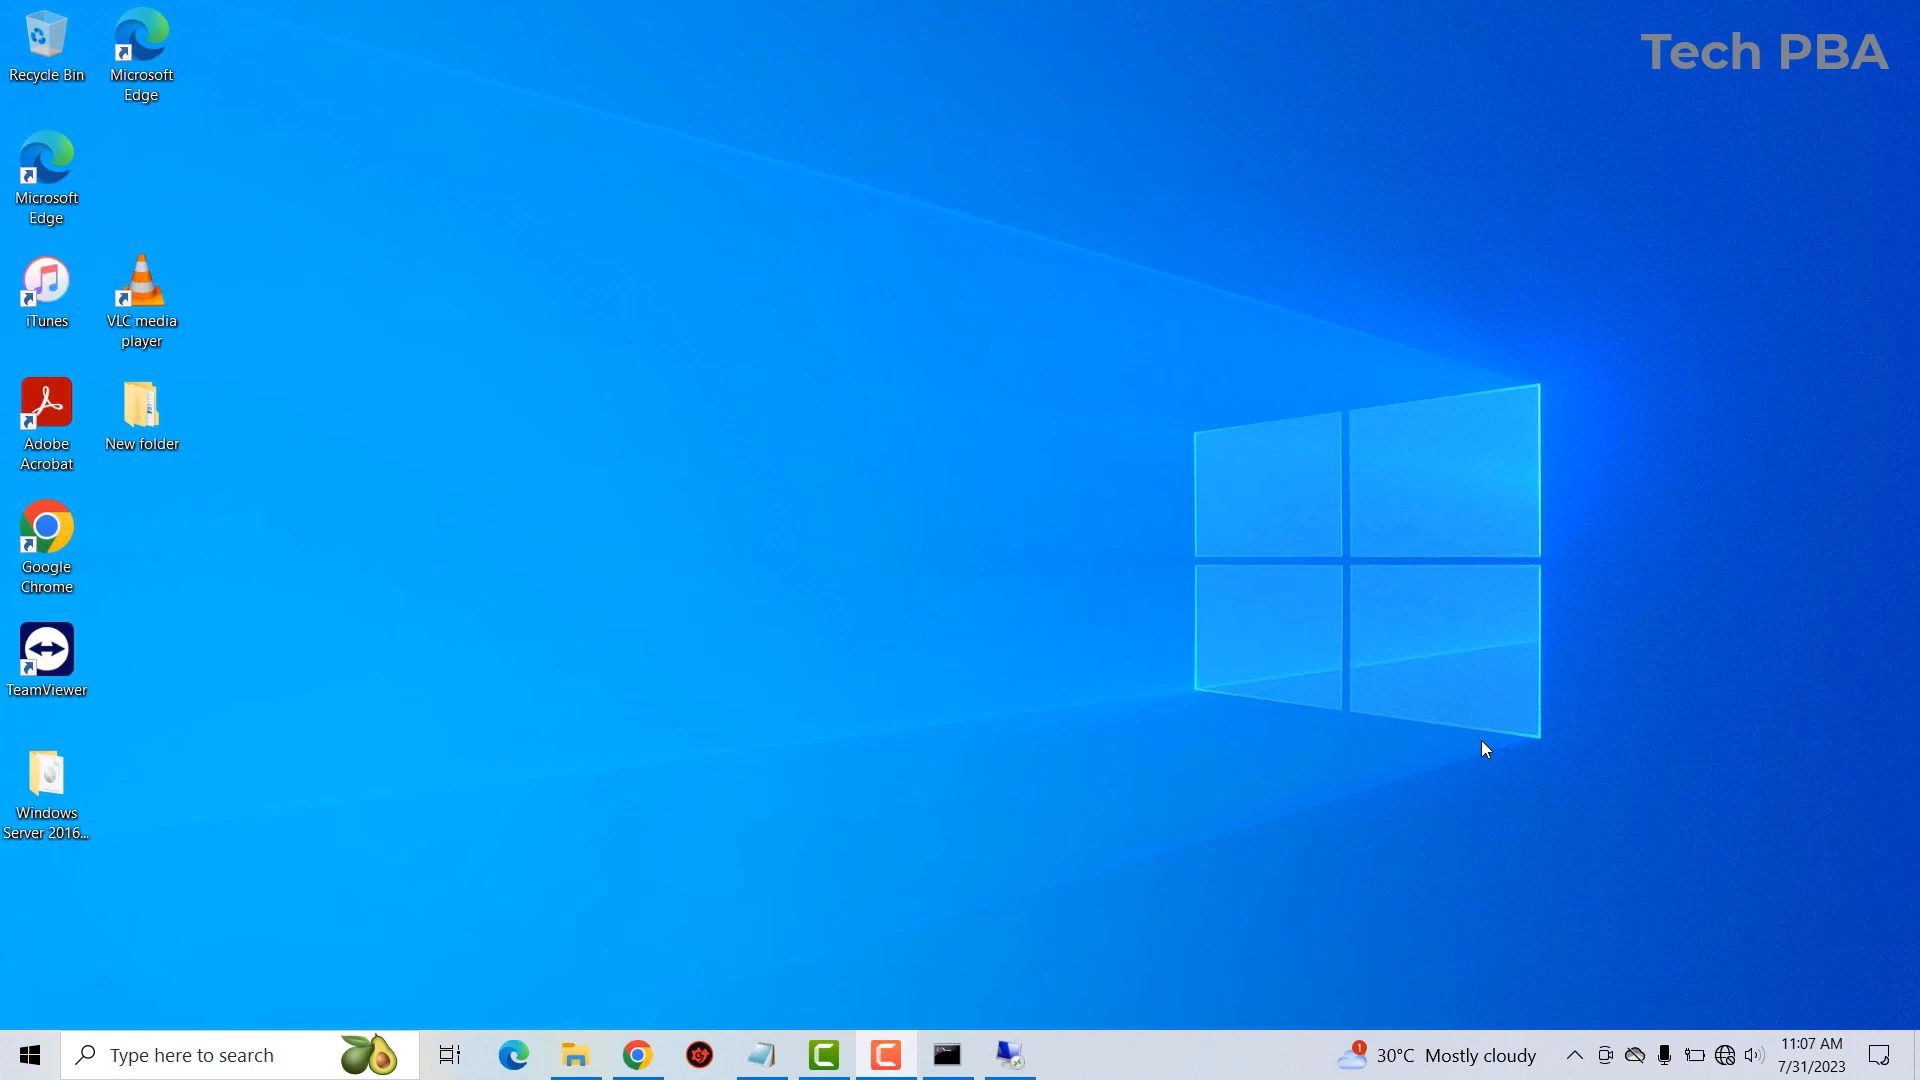 Tech PBA
Recycle Bin
Microsoft
Edge
Microsoft
Edge
iTunes
VLC media
player
Adobe
Acrobat
New folder
Google
Chrome
TeamViewer
Windows
Server 2016...
Type here to search
1
30°C Mostly cloudy
11:07 AM
7/31/2023